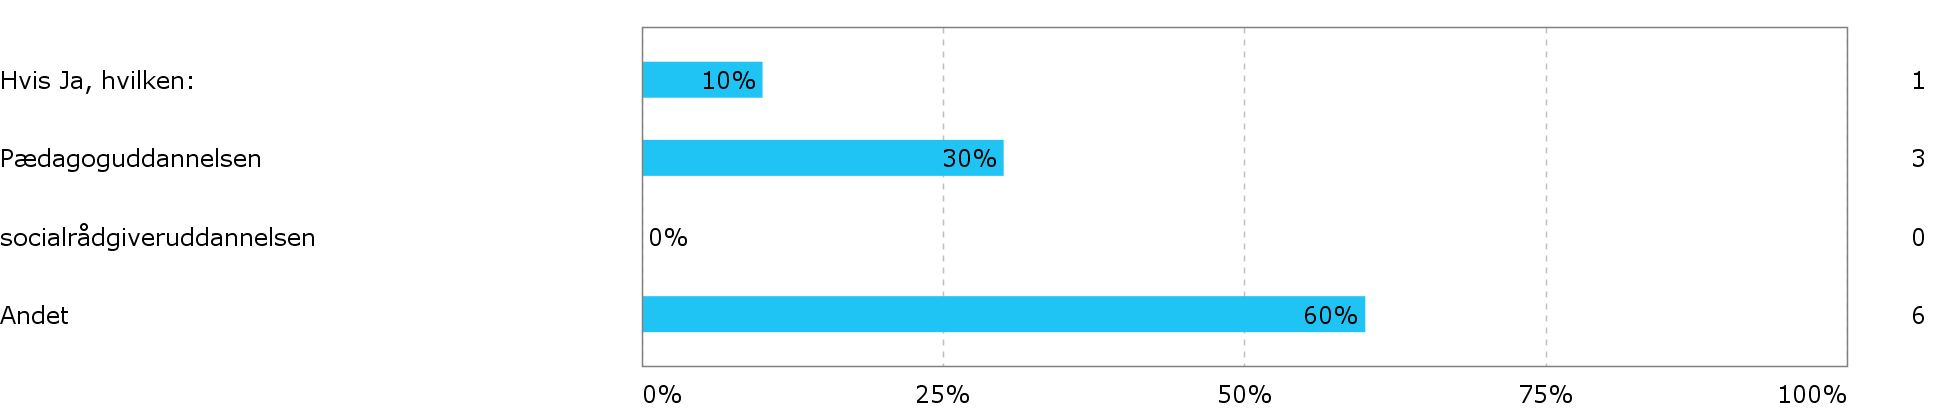 Hvis Ja, hvilken: 10% 1
Pædagoguddannelsen 30% 3
socialrådgiveruddannelsen 0% 0
Andet 60% 6
0% 25% 50% 75% 100%